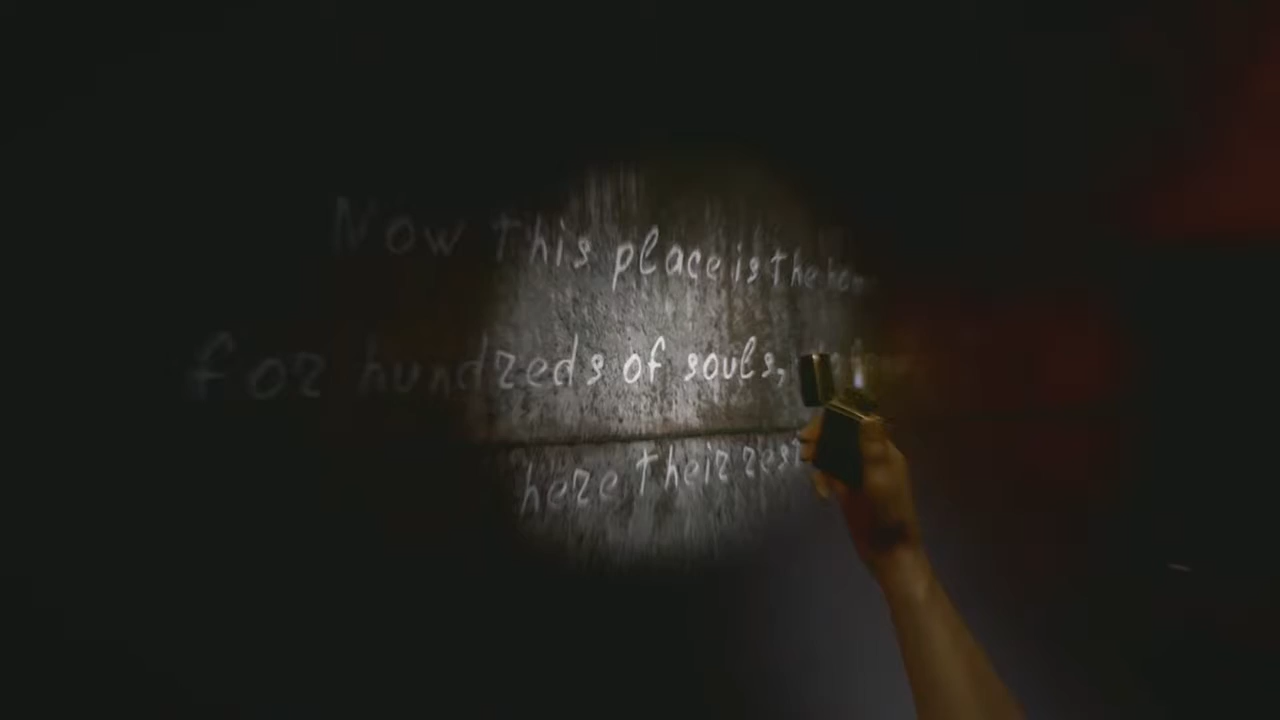 Now this place is the
for hundreds of souls,
here their